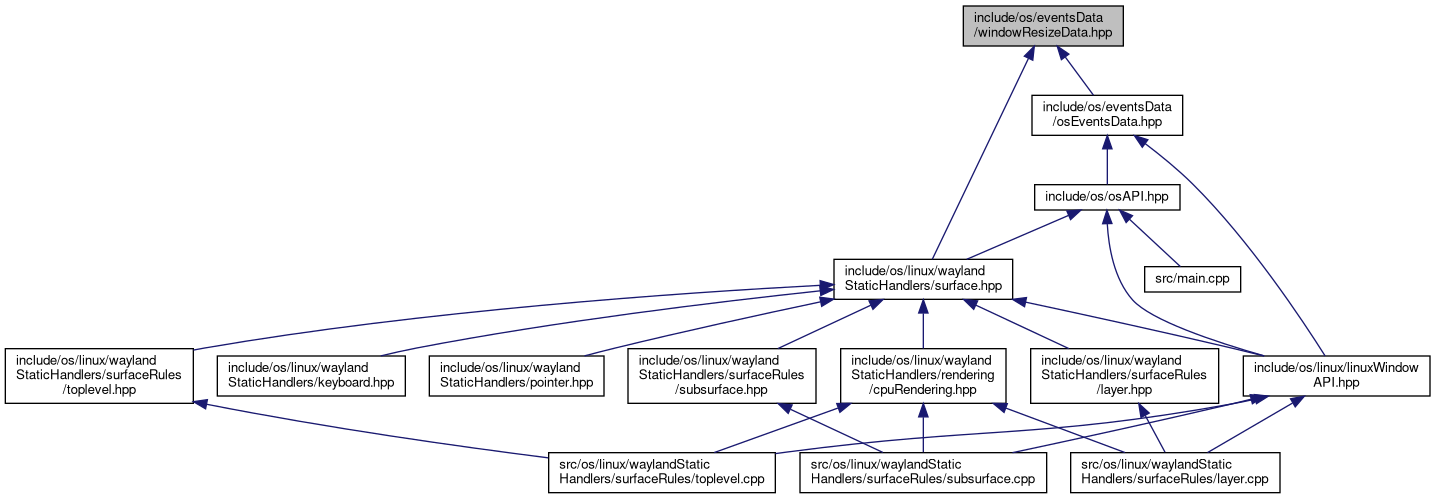 include/os/eventsData
/windowResizeData.hpp
include/os/eventsData
/osEventsData.hpp
include/os/osAPI.hpp
include/os/linux/wayland
StaticHandlers/surface.hpp
src/main.cpp
include/os/linux/wayland
StaticHandlers/surfaceRules
/toplevel.hpp
include/os/linux/wayland
StaticHandlers/keyboard.hpp
include/os/linux/wayland
StaticHandlers/pointer.hpp
include/os/linux/wayland
StaticHandlers/surfaceRules
/subsurface.hpp
include/os/linux/wayland
StaticHandlers/rendering
/cpuRendering.hpp
include/os/linux/wayland
StaticHandlers/surfaceRules
/layer.hpp
include/os/linux/linuxWindow
API.hpp
src/os/linux/waylandStatic
Handlers/surfaceRules/toplevel.cpp
src/os/linux/waylandStatic
Handlers/surfaceRules/subsurface.cpp
src/os/linux/waylandStatic
Handlers/surfaceRules/layer.cpp